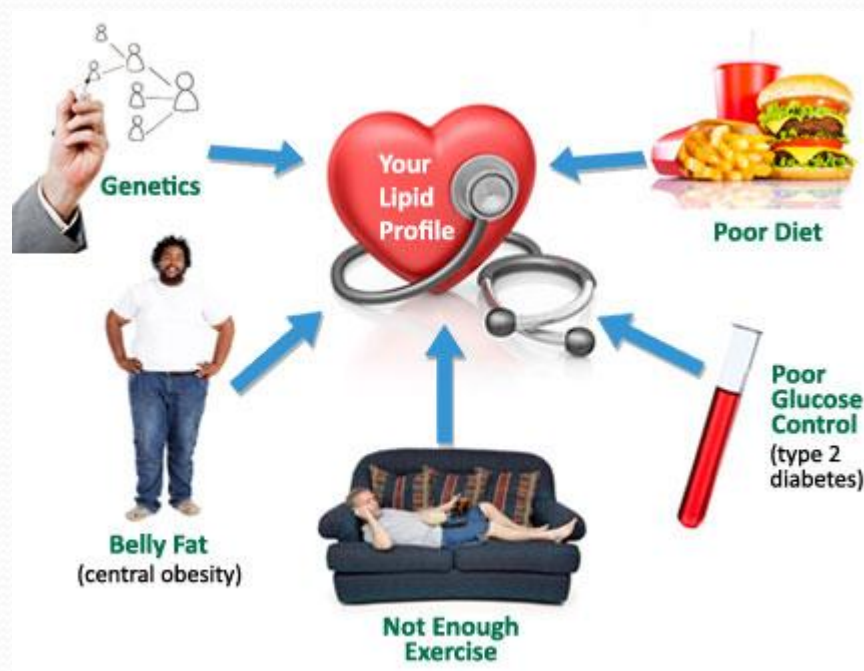 Your
Lipid
Profile
Genetics
Poor Diet
Belly Fat
(central obesity)
Not Enough
Exercise
Poor
Glucose
Control
(type 2
diabetes)